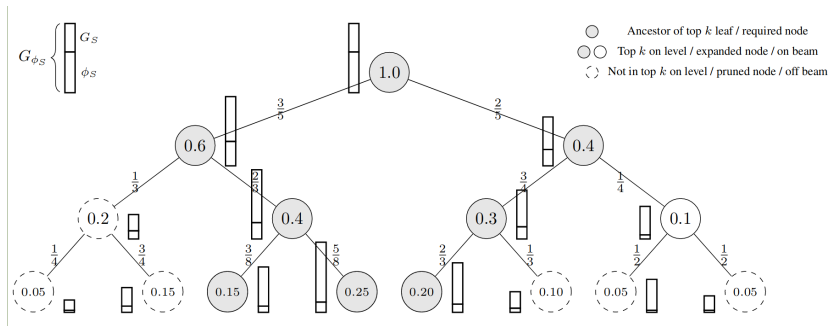 G_{ϕ_S} { G_S
ϕ_S
Ancestor of top k leaf / required node
Top k on level / expanded node / on beam
Not in top k on level / pruned node / off beam
1.0
3/5 2/5
0.6 0.4
1/3 2/3 3/4 1/4
0.2 0.4 0.3 0.1
1/4 3/4 3/8 5/8 2/3 1/3 1/2 1/2
0.05 0.15 0.15 0.25 0.20 0.10 0.05 0.05